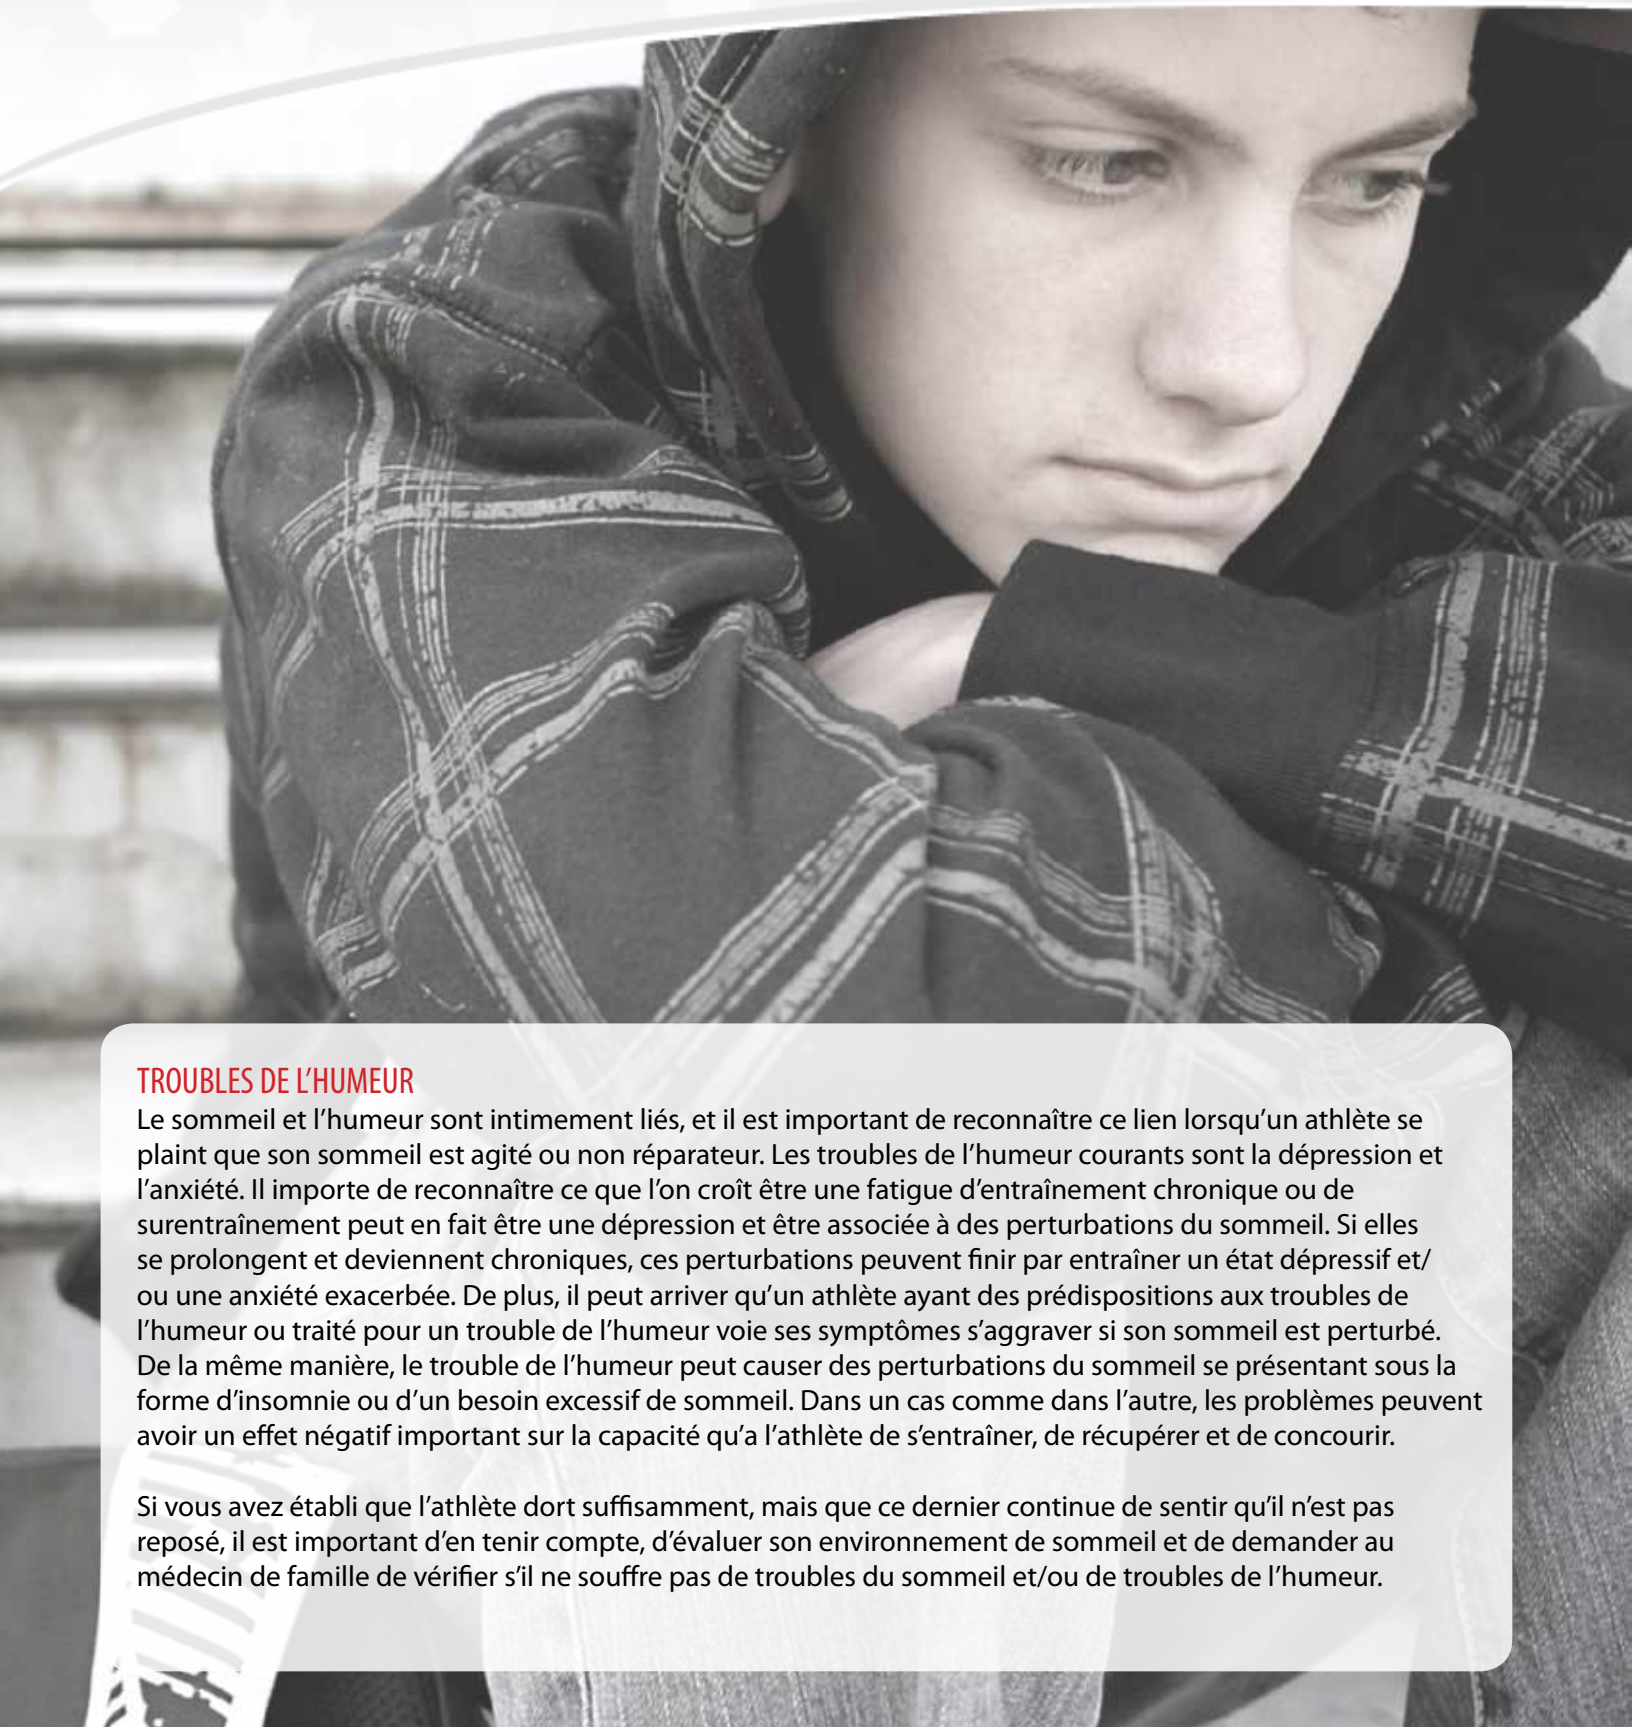 TROUBLES DE L’HUMEUR
Le sommeil et l’humeur sont intimement liés, et il est important de reconnaître ce lien lorsqu’un athlète se
plaint que son sommeil est agité ou non réparateur. Les troubles de l’humeur courants sont la dépression et
l’anxiété. Il importe de reconnaître ce que l’on croît être une fatigue d’entraînement chronique ou de
surentraînement peut en fait être une dépression et être associée à des perturbations du sommeil. Si elles
se prolongent et deviennent chroniques, ces perturbations peuvent finir par entraîner un état dépressif et/
ou une anxiété exacerbée. De plus, il peut arriver qu’un athlète ayant des prédispositions aux troubles de
l’humeur ou traité pour un trouble de l’humeur voie ses symptômes s’aggraver si son sommeil est perturbé.
De la même manière, le trouble de l’humeur peut causer des perturbations du sommeil se présentant sous la
forme d’insomnie ou d’un besoin excessif de sommeil. Dans un cas comme dans l’autre, les problèmes peuvent
avoir un effet négatif important sur la capacité qu’a l’athlète de s’entraîner, de récupérer et de concourir.
Si vous avez établi que l’athlète dort suffisamment, mais que ce dernier continue de sentir qu’il n’est pas
reposé, il est important d’en tenir compte, d’évaluer son environnement de sommeil et de demander au
médecin de famille de vérifier s’il ne souffre pas de troubles du sommeil et/ou de troubles de l’humeur.